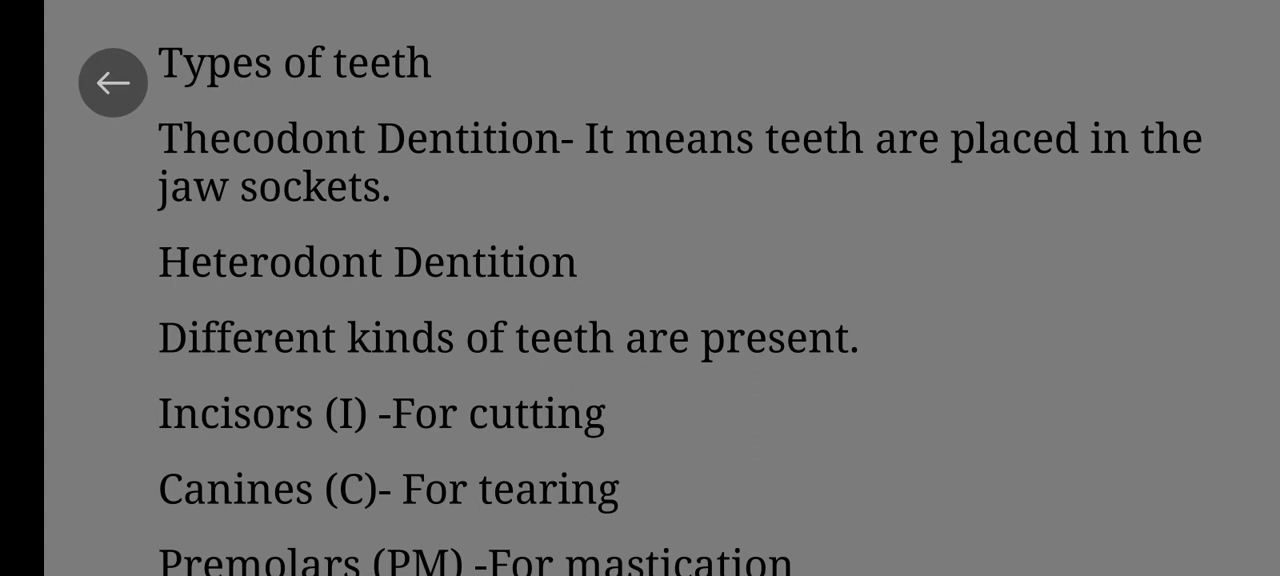 Types of teeth
Thecodont Dentition- It means teeth are placed in the
jaw sockets.
Heterodont Dentition
Different kinds of teeth are present.
Incisors (I) -For cutting
Canines (C)- For tearing
Premolars (PM) -For mastication